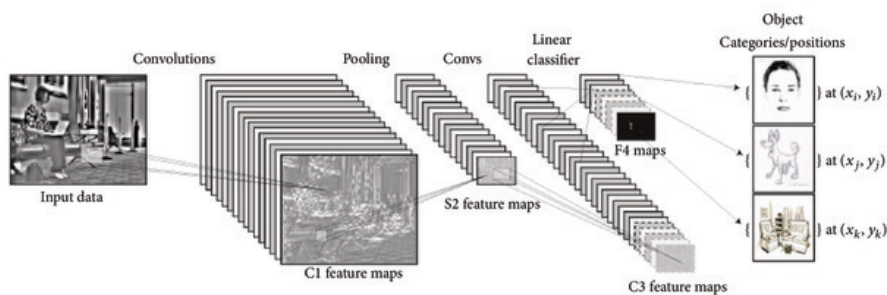 Object
Categories/positions
Linear
classifier
Convolutions
Pooling
Convs
{ } at (xᵢ, yᵢ)
F4 maps
{ } at (xⱼ, yⱼ)
Input data
S2 feature maps
{ } at (xₖ, yₖ)
C1 feature maps
C3 feature maps